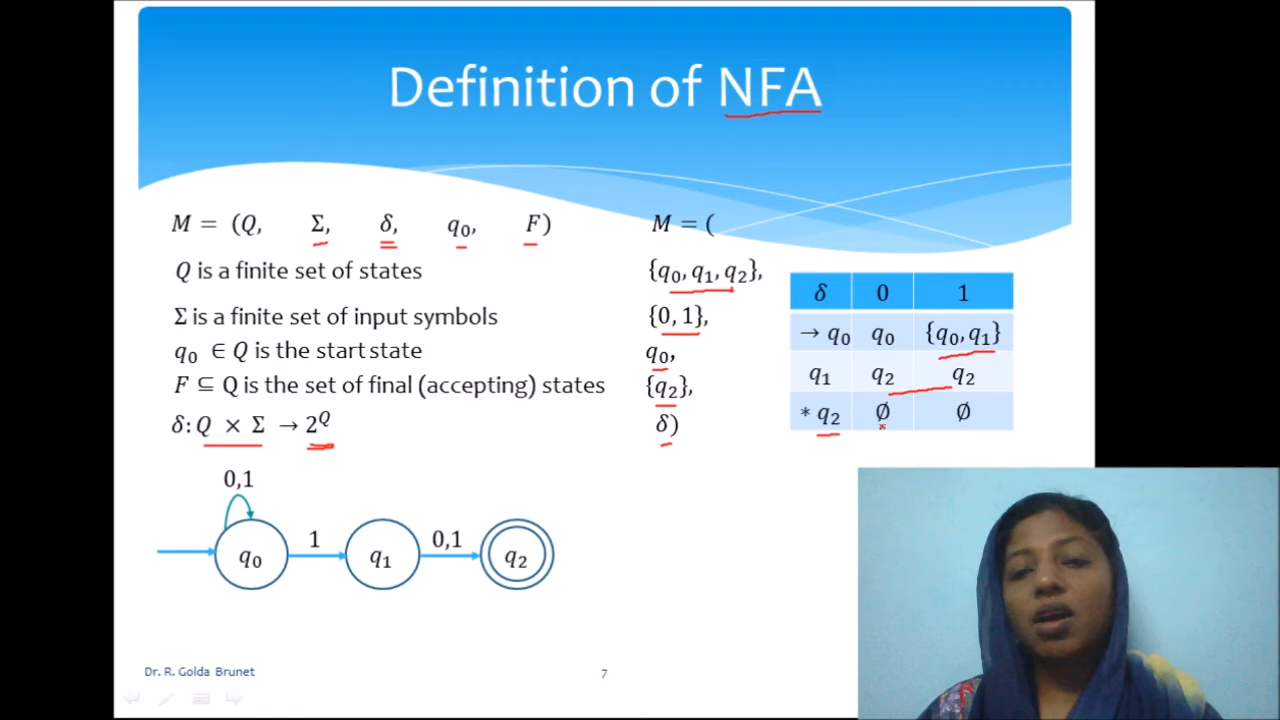 Definition of NFA
M = (Q, Σ, δ, q₀, F)
M = (
Q is a finite set of states
{q₀, q₁, q₂},
Σ is a finite set of input symbols
{0, 1},
q₀ ∈ Q is the start state
q₀,
F ⊆ Q is the set of final (accepting) states
{q₂},
δ: Q × Σ → 2^Q
δ)
δ 0 1
→ q₀ q₀ {q₀, q₁}
q₁ q₂ q₂
* q₂ ∅ ∅
0,1
1
0,1
q₀
q₁
q₂
Dr. R. Golda Brunet
7